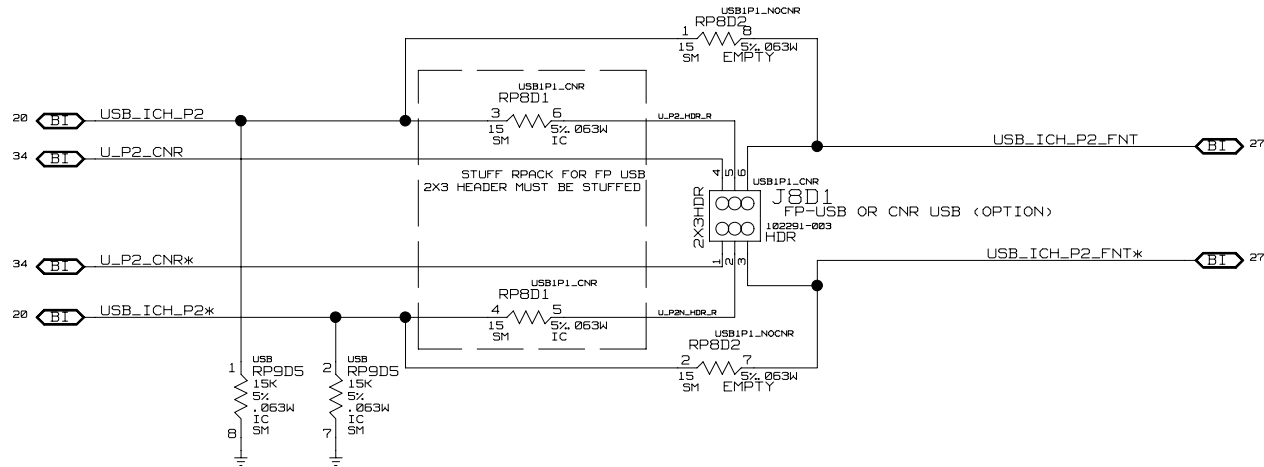 USB1P1_NOCNR
RP8D2
1 8
15 5% .063W
SM EMPTY
USB1P1_CNR
RP8D1
20 BI USB_ICH_P2
3 6
15 5% .063W
SM IC
U_P2_HDR_R
34 BI U_P2_CNR
USB_ICH_P2_FNT BI 27
STUFF RPACK FOR FP USB
2X3 HEADER MUST BE STUFFED
4 5 6
USB1P1_CNR
J8D1
FP-USB OR CNR USB (OPTION)
2X3HDR
102291-003
HDR
1 2 3
34 BI U_P2_CNR*
USB_ICH_P2_FNT* BI 27
USB1P1_CNR
RP8D1
20 BI USB_ICH_P2*
4 5
15 5% .063W
SM IC
U_P2N_HDR_R
USB1P1_NOCNR
RP8D2
2 7
15 5% .063W
SM EMPTY
1 USB
RP9D5
15K
5%
.063W
IC
8 SM
2 USB
RP9D5
15K
5%
.063W
IC
7 SM